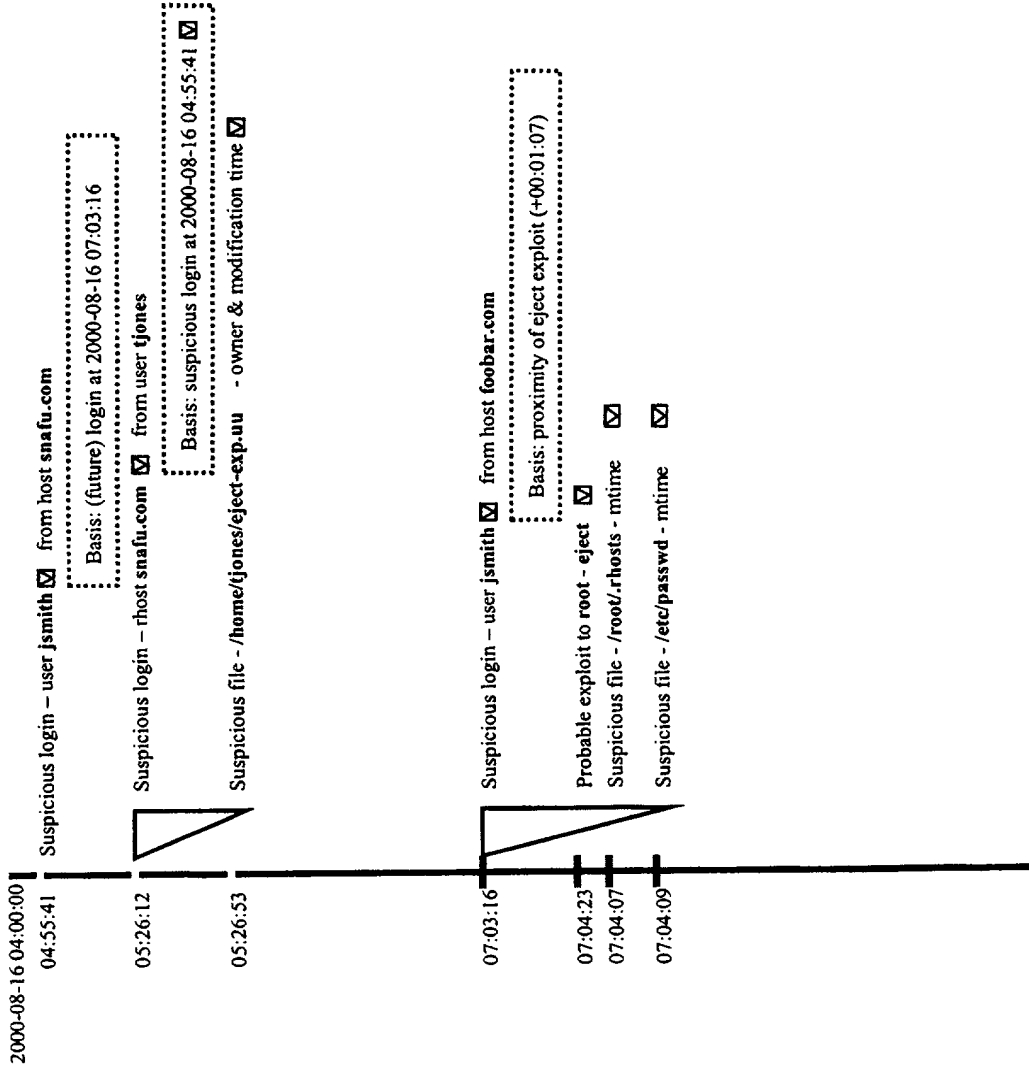 2000-08-16 04:00:00
04:55:41 Suspicious login – user jsmith ☑ from host snafu.com
Basis: (future) login at 2000-08-16 07:03:16
05:26:12 Suspicious login – rhost snafu.com ☑ from user tjones
Basis: suspicious login at 2000-08-16 04:55:41 ☑
05:26:53 Suspicious file - /home/tjones/eject-exp.uu - owner & modification time ☑
07:03:16 Suspicious login – user jsmith ☑ from host foobar.com
Basis: proximity of eject exploit (+00:01:07)
07:04:23 Probable exploit to root - eject ☑
07:04:07 Suspicious file - /root/.rhosts - mtime ☑
07:04:09 Suspicious file - /etc/passwd - mtime ☑